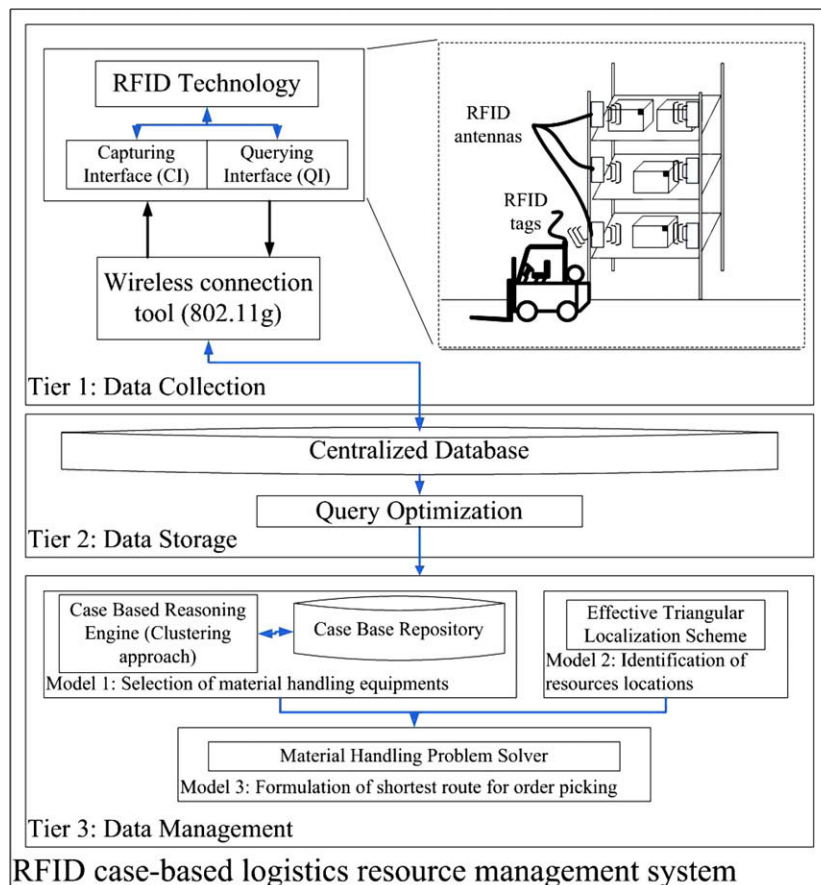 RFID Technology
Capturing
Interface (CI)
Querying
Interface (QI)
Wireless connection
tool (802.11g)
RFID
antennas
RFID
tags
Tier 1: Data Collection
Centralized Database
Query Optimization
Tier 2: Data Storage
Case Based Reasoning
Engine (Clustering
approach)
Case Base Repository
Model 1: Selection of material handling equipments
Effective Triangular
Localization Scheme
Model 2: Identification of
resources locations
Material Handling Problem Solver
Model 3: Formulation of shortest route for order picking
Tier 3: Data Management
RFID case-based logistics resource management system